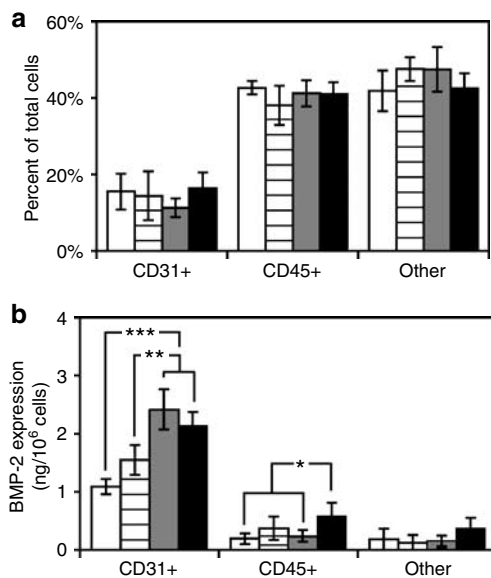 a
60%
40%
20%
0%
Percent of total cells
CD31+ CD45+ Other
b
4
3
2
1
0
BMP-2 expression
(ng/10⁶ cells)
***
**
*
CD31+ CD45+ Other